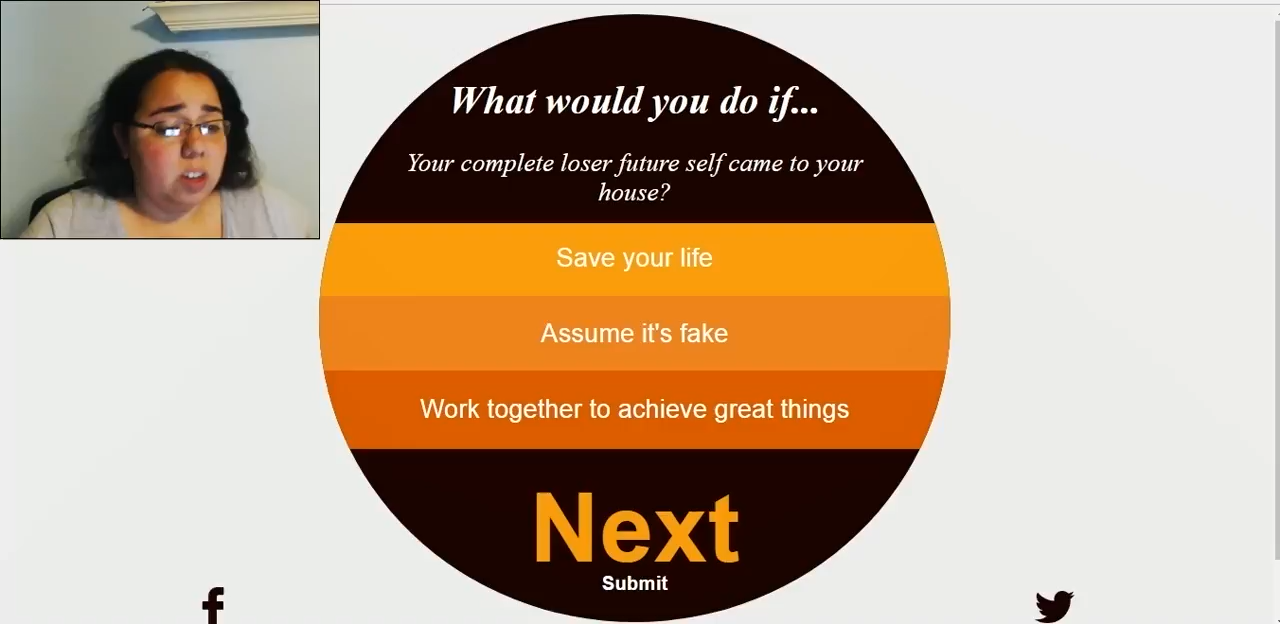 What would you do if...
Your complete loser future self came to your
house?
Save your life
Assume it's fake
Work together to achieve great things
Next
Submit